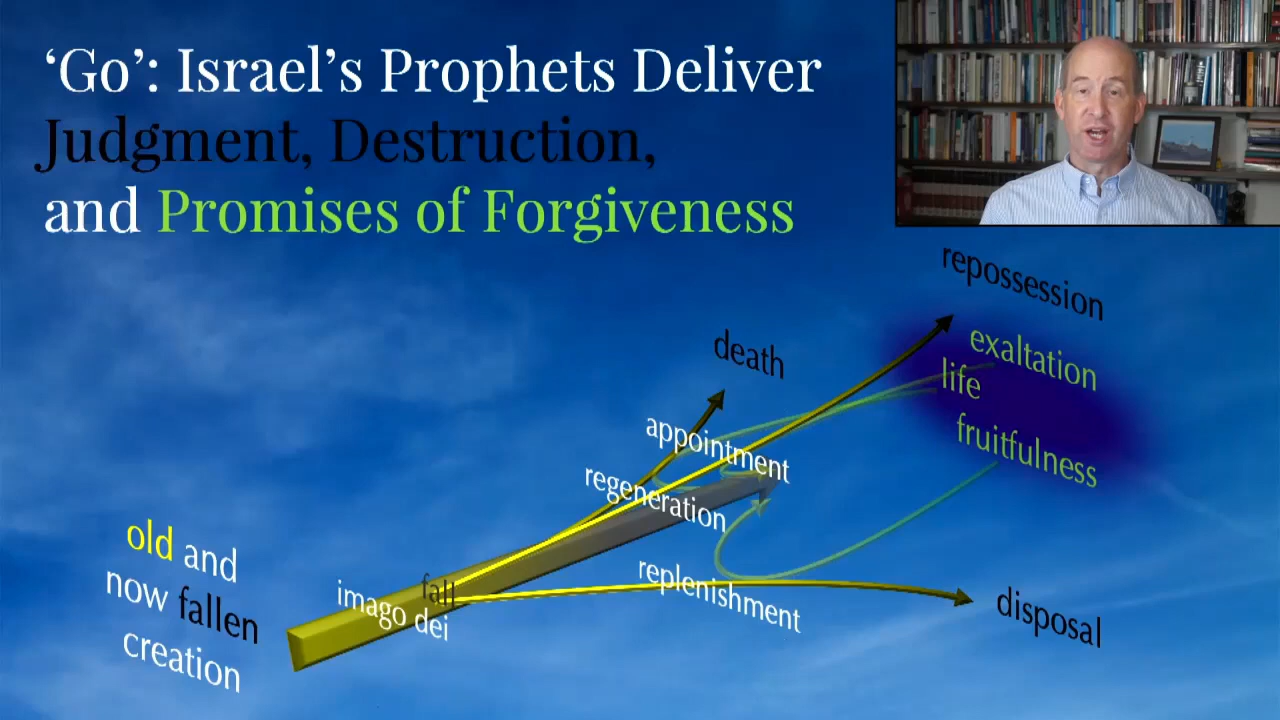 ‘Go’: Israel’s Prophets Deliver
Judgment, Destruction,
and Promises of Forgiveness
repossession
exaltation
death
life
appointment
fruitfulness
regeneration
old and
now fallen
creation
fall
imago dei
replenishment
disposal